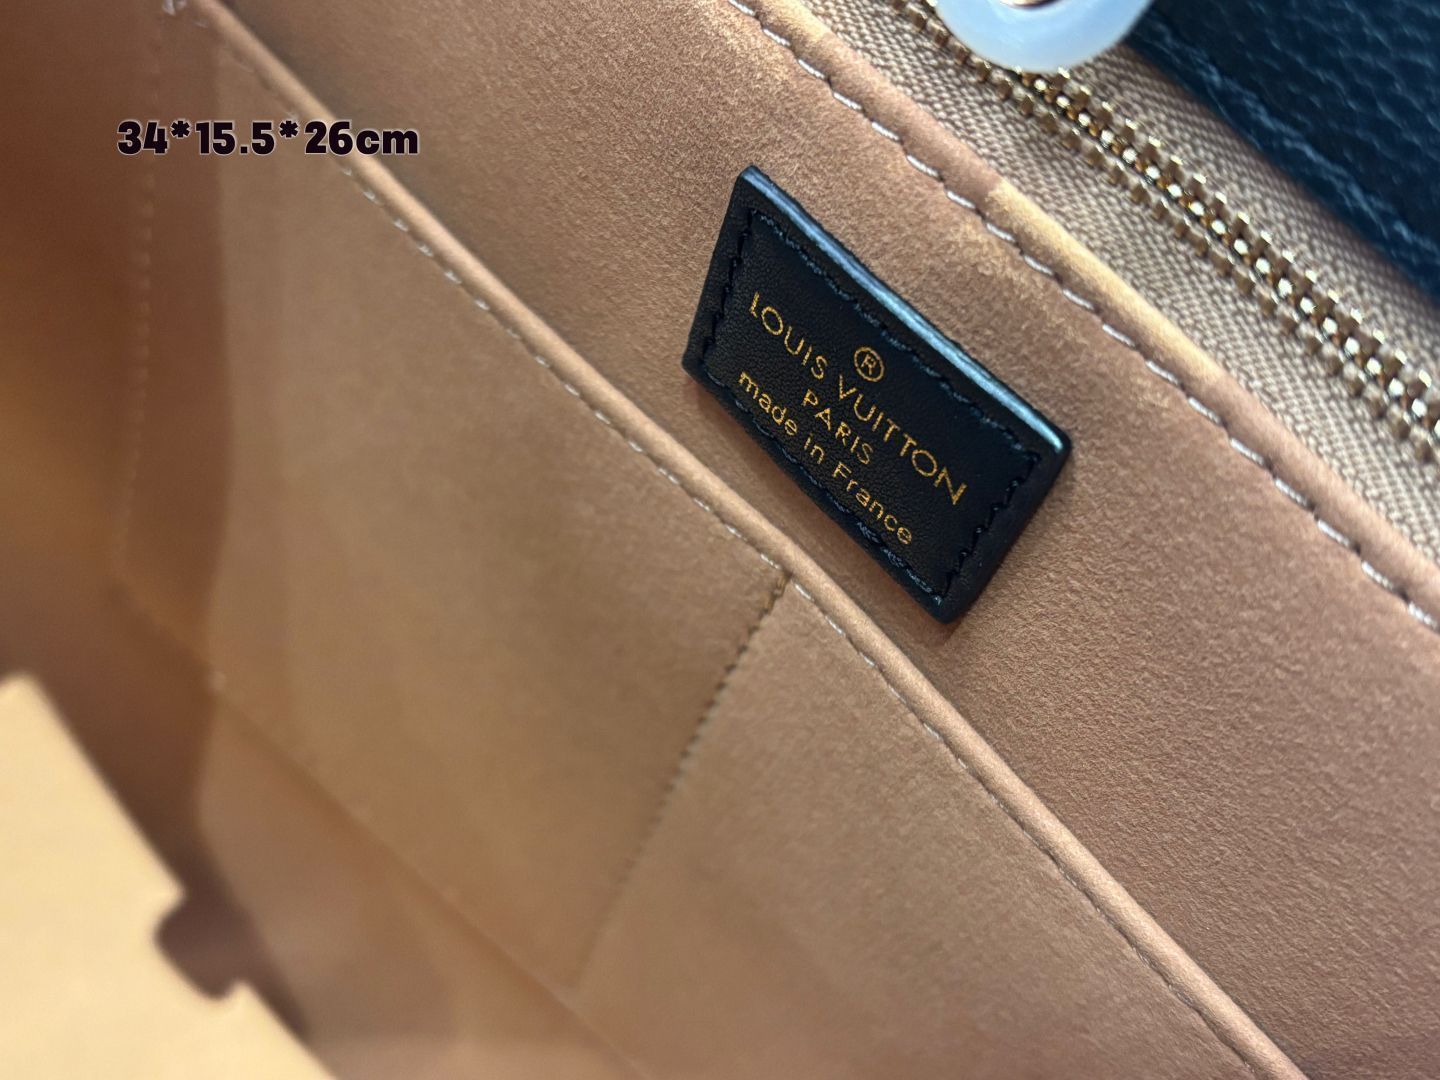 34*15.5*26cm
®
LOUIS VUITTON
PARIS
made in France